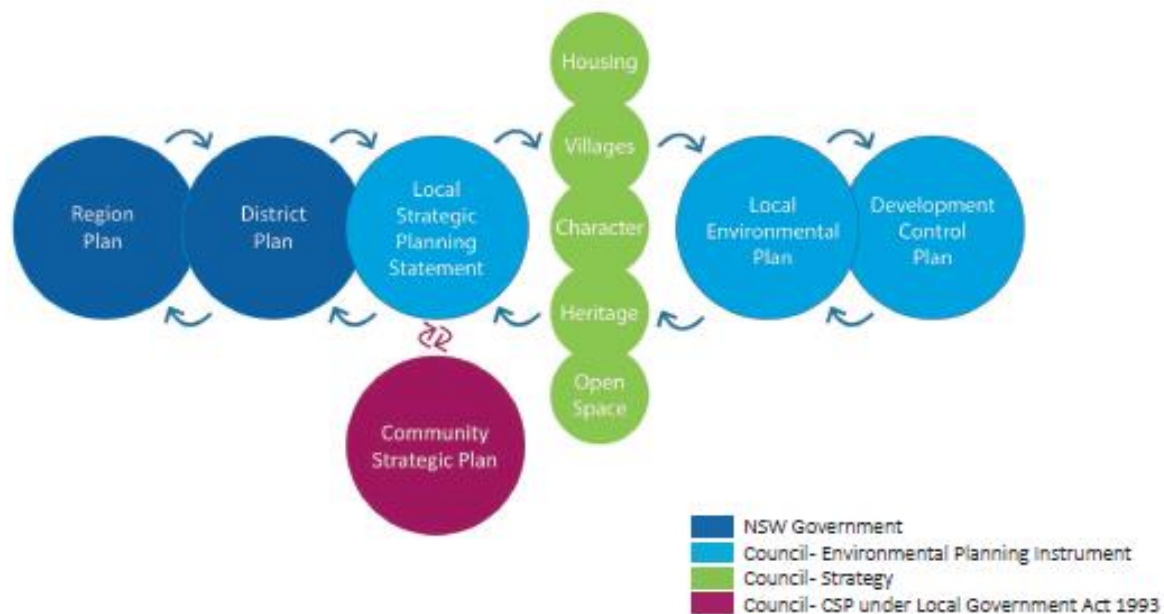 Housing
Villages
Region
Plan
District
Plan
Local
Strategic
Planning
Statement
Character
Local
Environmental
Plan
Development
Control
Plan
Heritage
Open
Space
Community
Strategic Plan
NSW Government
Council- Environmental Planning Instrument
Council- Strategy
Council- CSP under Local Government Act 1993